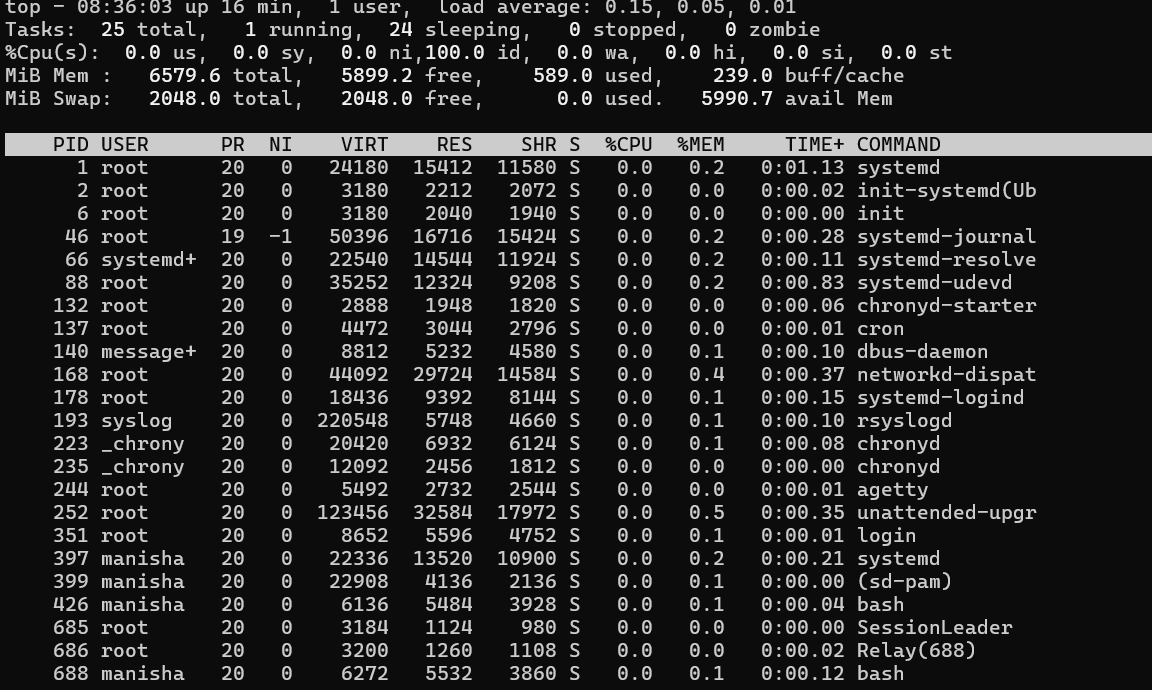 top - 08:36:03 up 16 min,  1 user,  load average: 0.15, 0.05, 0.01
Tasks:  25 total,   1 running,  24 sleeping,   0 stopped,   0 zombie
%Cpu(s):  0.0 us,  0.0 sy,  0.0 ni,100.0 id,  0.0 wa,  0.0 hi,  0.0 si,  0.0 st
MiB Mem :   6579.6 total,   5899.2 free,    589.0 used,    239.0 buff/cache
MiB Swap:   2048.0 total,   2048.0 free,      0.0 used.   5990.7 avail Mem
PID USER      PR  NI    VIRT    RES    SHR S  %CPU  %MEM     TIME+ COMMAND
1 root      20   0   24180  15412  11580 S   0.0   0.2   0:01.13 systemd
2 root      20   0    3180   2212   2072 S   0.0   0.0   0:00.02 init-systemd(Ub
6 root      20   0    3180   2040   1940 S   0.0   0.0   0:00.00 init
46 root      19  -1   50396  16716  15424 S   0.0   0.2   0:00.28 systemd-journal
66 systemd+  20   0   22540  14544  11924 S   0.0   0.2   0:00.11 systemd-resolve
88 root      20   0   35252  12324   9208 S   0.0   0.2   0:00.83 systemd-udevd
132 root      20   0    2888   1948   1820 S   0.0   0.0   0:00.06 chronyd-starter
137 root      20   0    4472   3044   2796 S   0.0   0.0   0:00.01 cron
140 message+  20   0    8812   5232   4580 S   0.0   0.1   0:00.10 dbus-daemon
168 root      20   0   44092  29724  14584 S   0.0   0.4   0:00.37 networkd-dispat
178 root      20   0   18436   9392   8144 S   0.0   0.1   0:00.15 systemd-logind
193 syslog    20   0  220548   5748   4660 S   0.0   0.1   0:00.10 rsyslogd
223 _chrony   20   0   20420   6932   6124 S   0.0   0.1   0:00.08 chronyd
235 _chrony   20   0   12092   2456   1812 S   0.0   0.0   0:00.00 chronyd
244 root      20   0    5492   2732   2544 S   0.0   0.0   0:00.01 agetty
252 root      20   0  123456  32584  17972 S   0.0   0.5   0:00.35 unattended-upgr
351 root      20   0    8652   5596   4752 S   0.0   0.1   0:00.01 login
397 manisha   20   0   22336  13520  10900 S   0.0   0.2   0:00.21 systemd
399 manisha   20   0   22908   4136   2136 S   0.0   0.1   0:00.00 (sd-pam)
426 manisha   20   0    6136   5484   3928 S   0.0   0.1   0:00.04 bash
685 root      20   0    3184   1124    980 S   0.0   0.0   0:00.00 SessionLeader
686 root      20   0    3200   1260   1108 S   0.0   0.0   0:00.02 Relay(688)
688 manisha   20   0    6272   5532   3860 S   0.0   0.1   0:00.12 bash